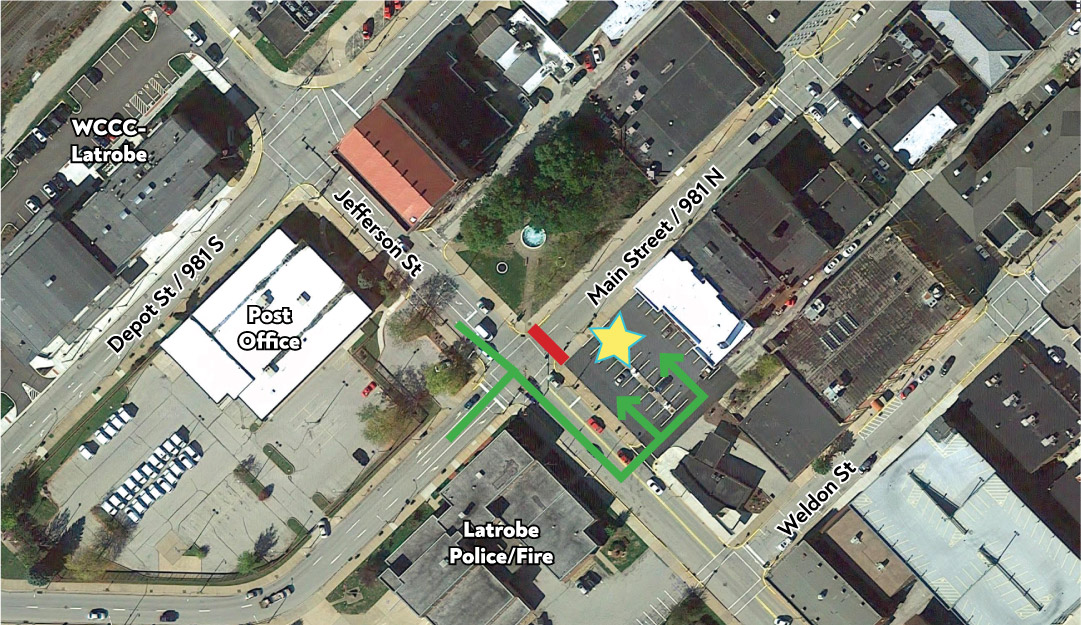 WCCC-
Latrobe
Jefferson St
Main Street / 981 N
Depot St / 981 S
Post
Office
Latrobe
Police/Fire
Weldon St